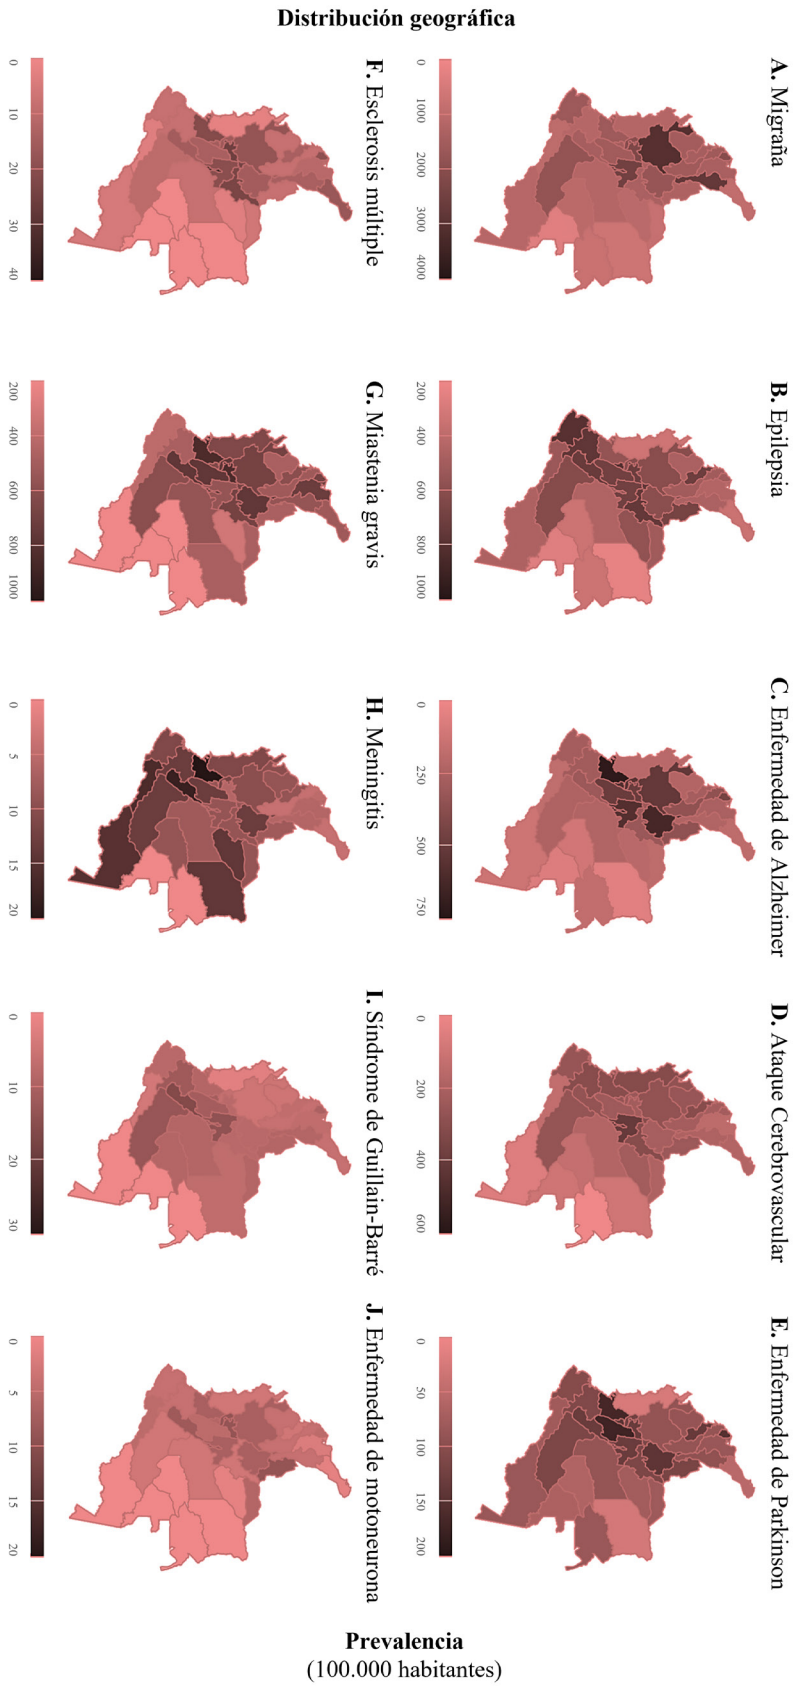 Distribución geográfica
A. Migraña
0 1000 2000 3000 4000
B. Epilepsia
200 400 600 800 1000
C. Enfermedad de Alzheimer
0 250 500 750
D. Ataque Cerebrovascular
0 200 400 600
E. Enfermedad de Parkinson
0 50 100 150 200
F. Esclerosis múltiple
0 10 20 30 40
G. Miastenia gravis
200 400 600 800 1000
H. Meningitis
0 5 10 15 20
I. Síndrome de Guillain-Barré
0 10 20 30
J. Enfermedad de motoneurona
0 5 10 15 20
Prevalencia
(100.000 habitantes)